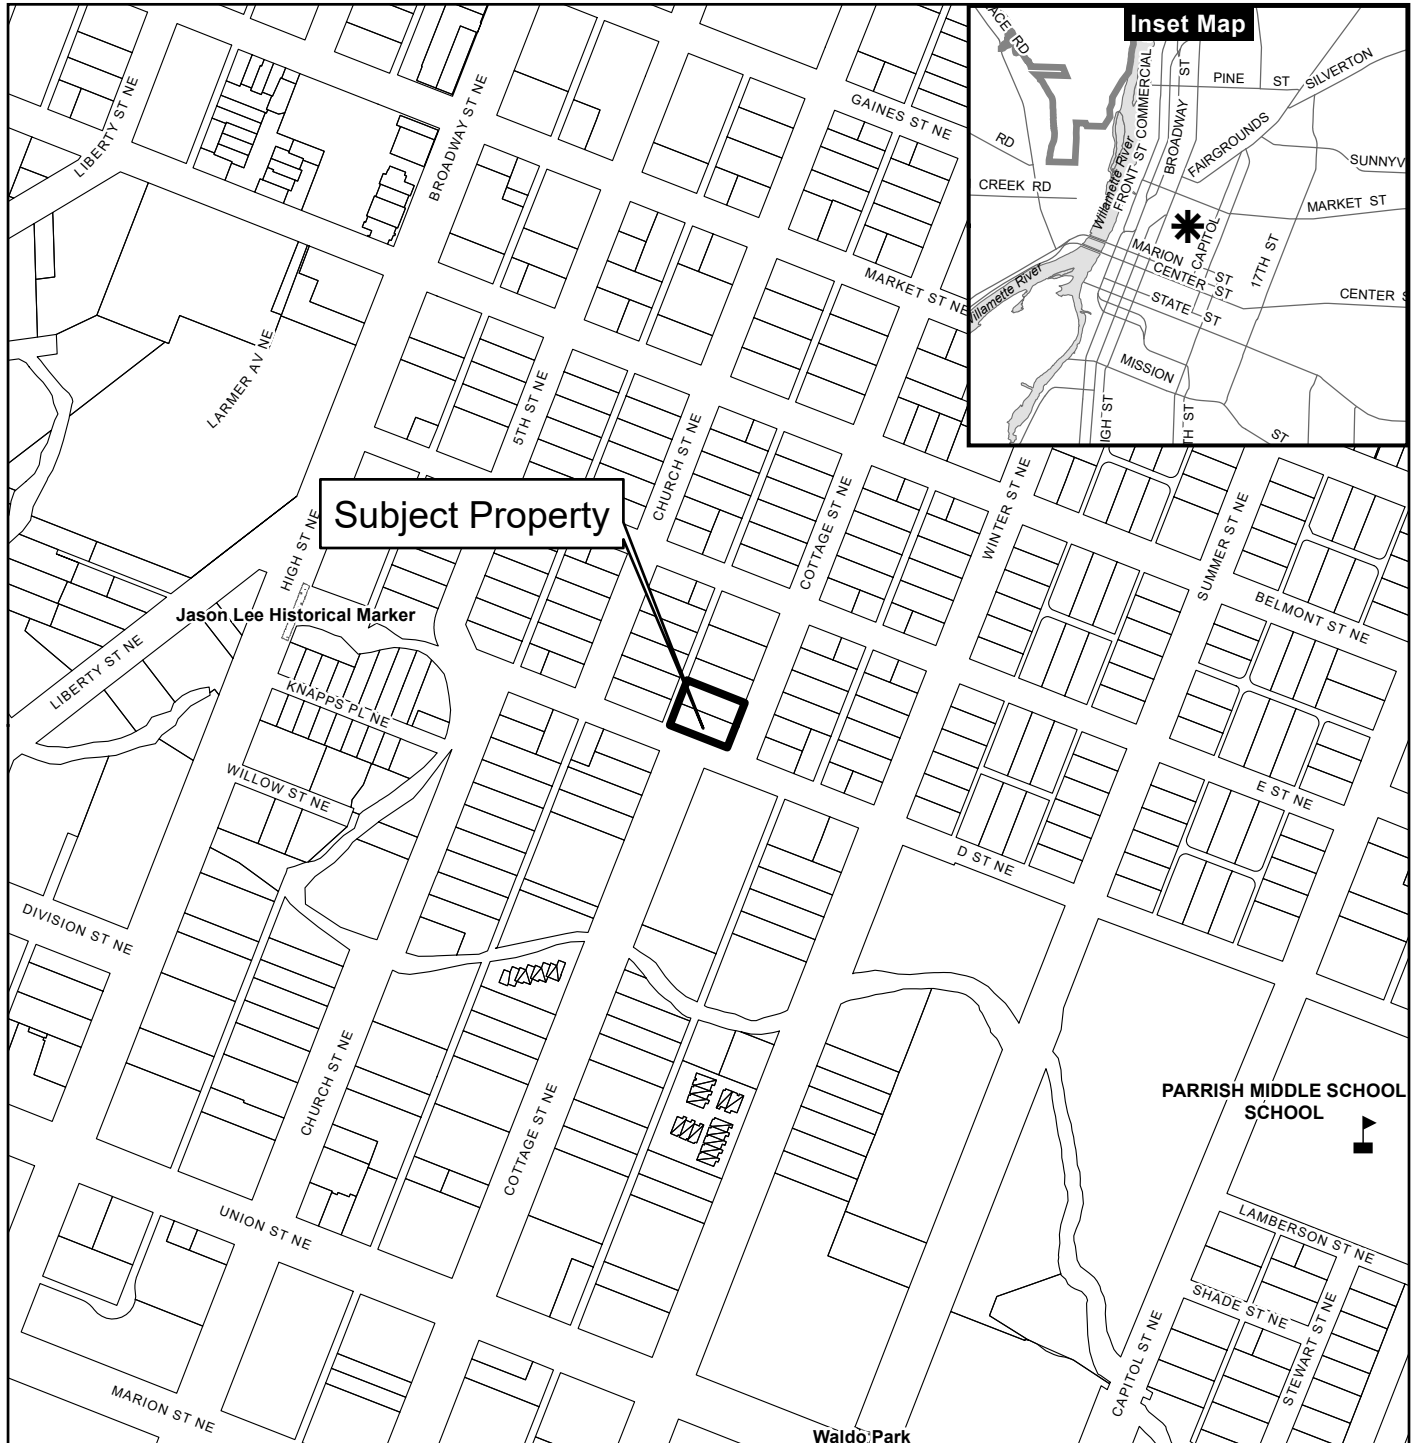 Inset Map
PINE ST
SILVERTON
COMMERCIAL
ST
BROADWAY
FRONT ST
FAIRGROUNDS
RD
RD
SUNNYV
CREEK RD
MARKET ST
Willamette River
CAPITOL
17TH ST
MARION ST
CENTER ST
CENTER
STATE ST
MISSION
ST
IGH ST
TH ST
LIBERTY ST NE
BROADWAY ST NE
GAINES ST NE
MARKET ST NE
LARMER AV NE
5TH ST NE
CHURCH ST NE
COTTAGE ST NE
WINTER ST NE
SUMMER ST NE
Subject Property
HIGH ST NE
BELMONT ST NE
Jason Lee Historical Marker
LIBERTY ST NE
KNAPPS PL NE
WILLOW ST NE
E ST NE
D ST NE
DIVISION ST NE
CHURCH ST NE
COTTAGE ST NE
PARRISH MIDDLE SCHOOL
SCHOOL
UNION ST NE
LAMBERSON ST NE
SHADE ST NE
STEWART ST NE
CAPITOL ST NE
MARION ST NE
Waldo Park